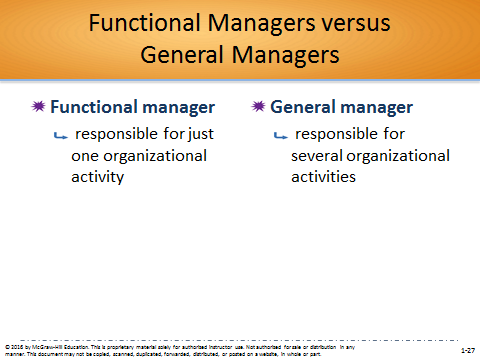 Functional Managers versus
General Managers
Functional manager
responsible for just
one organizational
activity
General manager
responsible for
several organizational
activities
© 2016 by McGraw-Hill Education. This is proprietary material solely for authorized instructor use. Not authorized for sale or distribution in any
manner. This document may not be copied, scanned, duplicated, forwarded, distributed, or posted on a website, in whole or part.
1-27